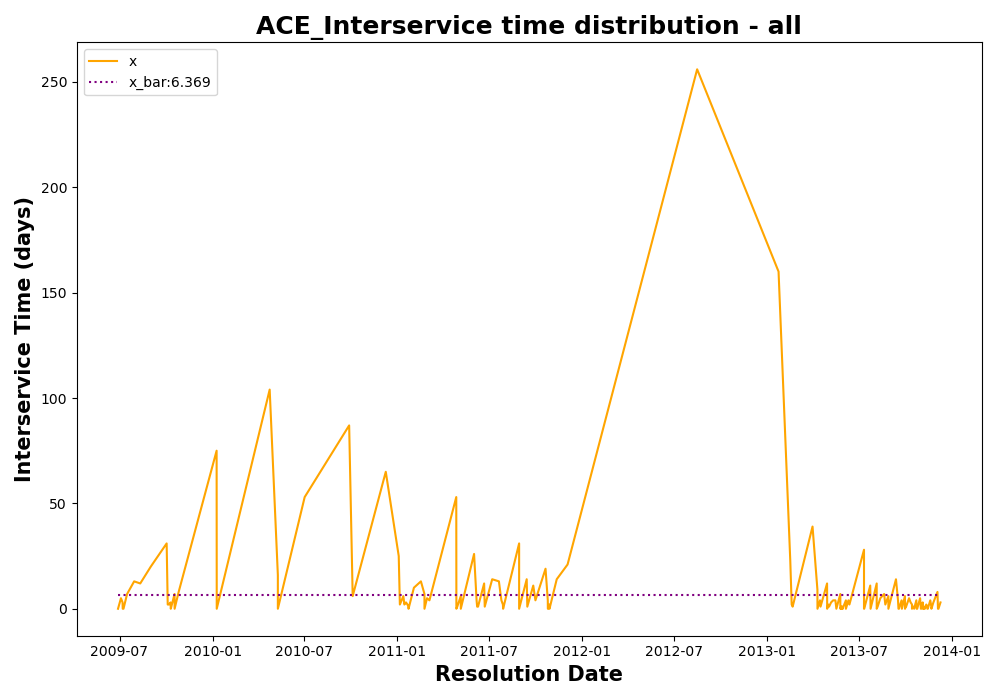 ACE_Interservice time distribution - all
x
x_bar:6.369
Interservice Time (days)
250
200
150
100
50
0
2009-07 2010-01 2010-07 2011-01 2011-07 2012-01 2012-07 2013-01 2013-07 2014-01
Resolution Date